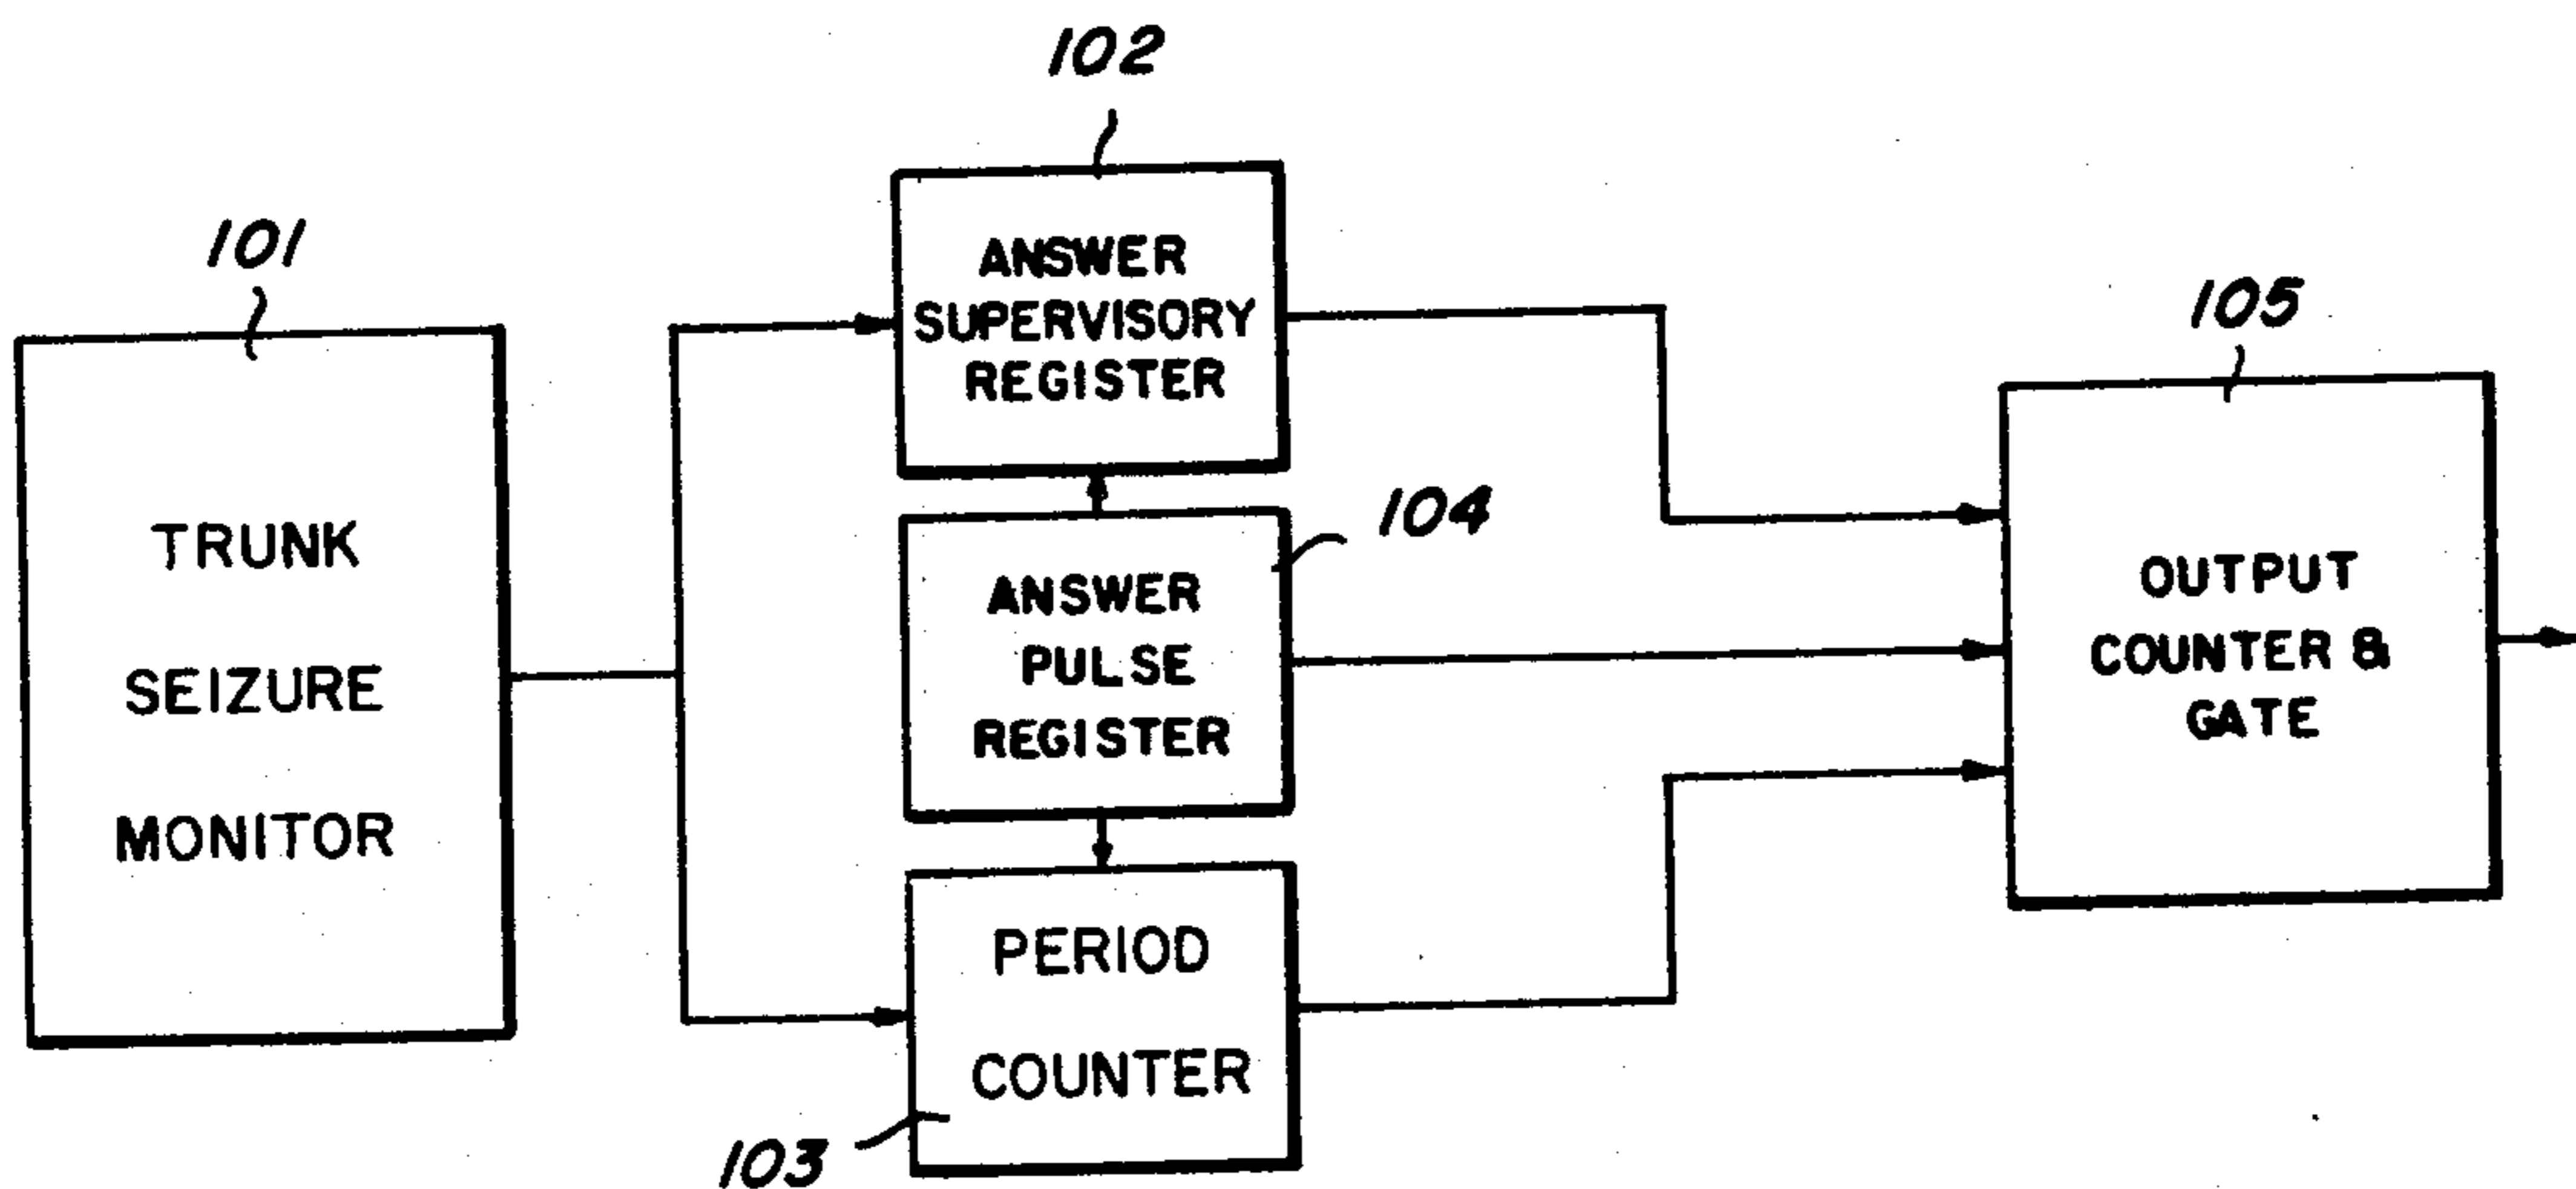 101
TRUNK
SEIZURE
MONITOR
102
ANSWER
SUPERVISORY
REGISTER
104
ANSWER
PULSE
REGISTER
PERIOD
COUNTER
103
105
OUTPUT
COUNTER &
GATE